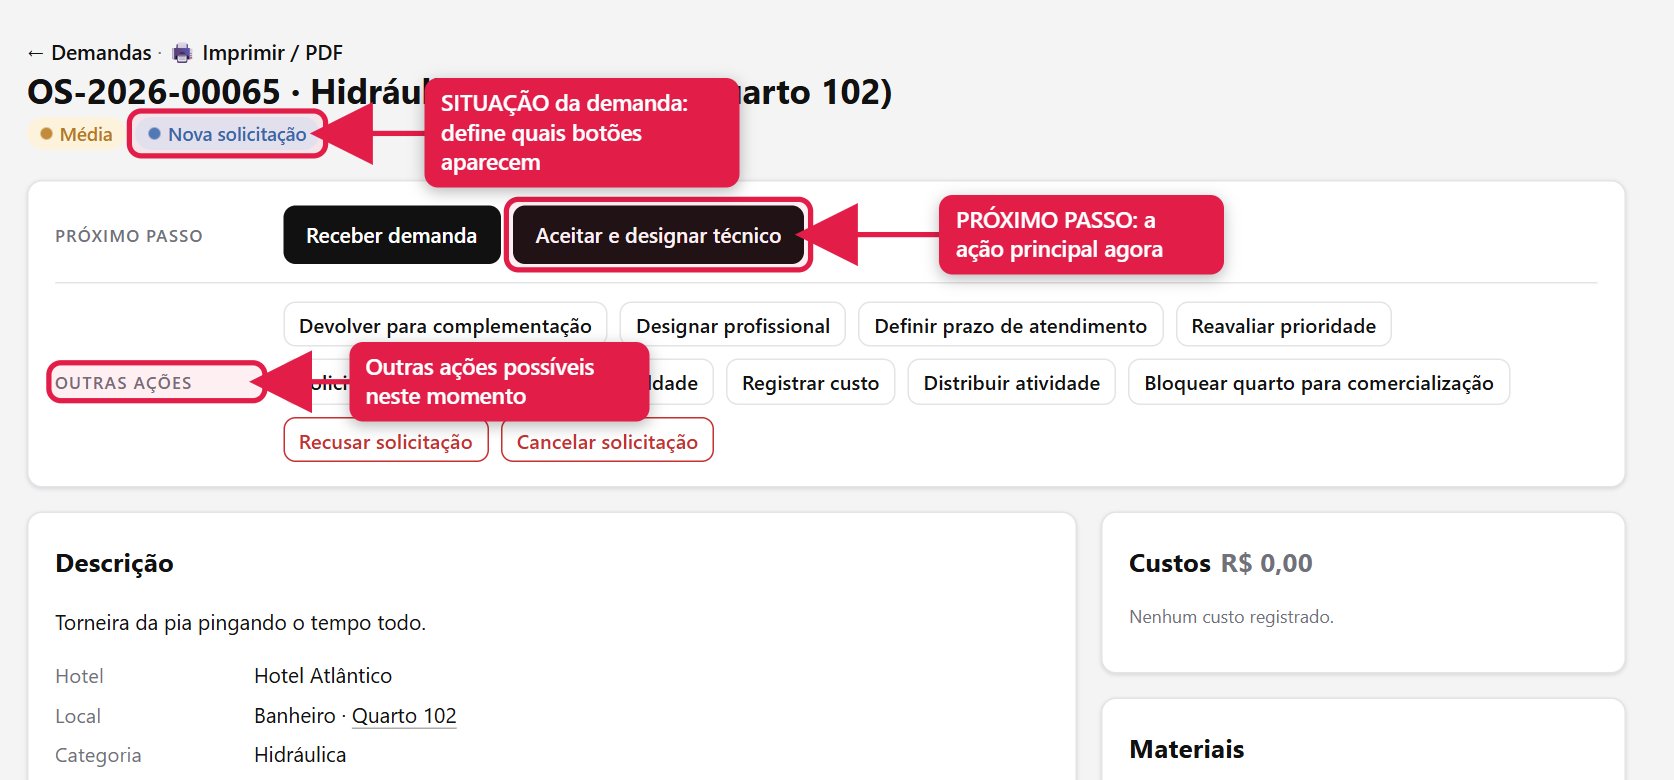 ← Demandas · Imprimir / PDF
OS-2026-00065 · Hidrául arto 102)
SITUAÇÃO da demanda:
define quais botões
aparecem
Média
Nova solicitação
PRÓXIMO PASSO
Receber demanda
Aceitar e designar técnico
PRÓXIMO PASSO: a
ação principal agora
Devolver para complementação
Designar profissional
Definir prazo de atendimento
Reavaliar prioridade
OUTRAS AÇÕES
Outras ações possíveis
neste momento
Registrar custo
Distribuir atividade
Bloquear quarto para comercialização
Recusar solicitação
Cancelar solicitação
Descrição
Torneira da pia pingando o tempo todo.
Hotel Hotel Atlântico
Local Banheiro · Quarto 102
Categoria Hidráulica
Custos R$ 0,00
Nenhum custo registrado.
Materiais